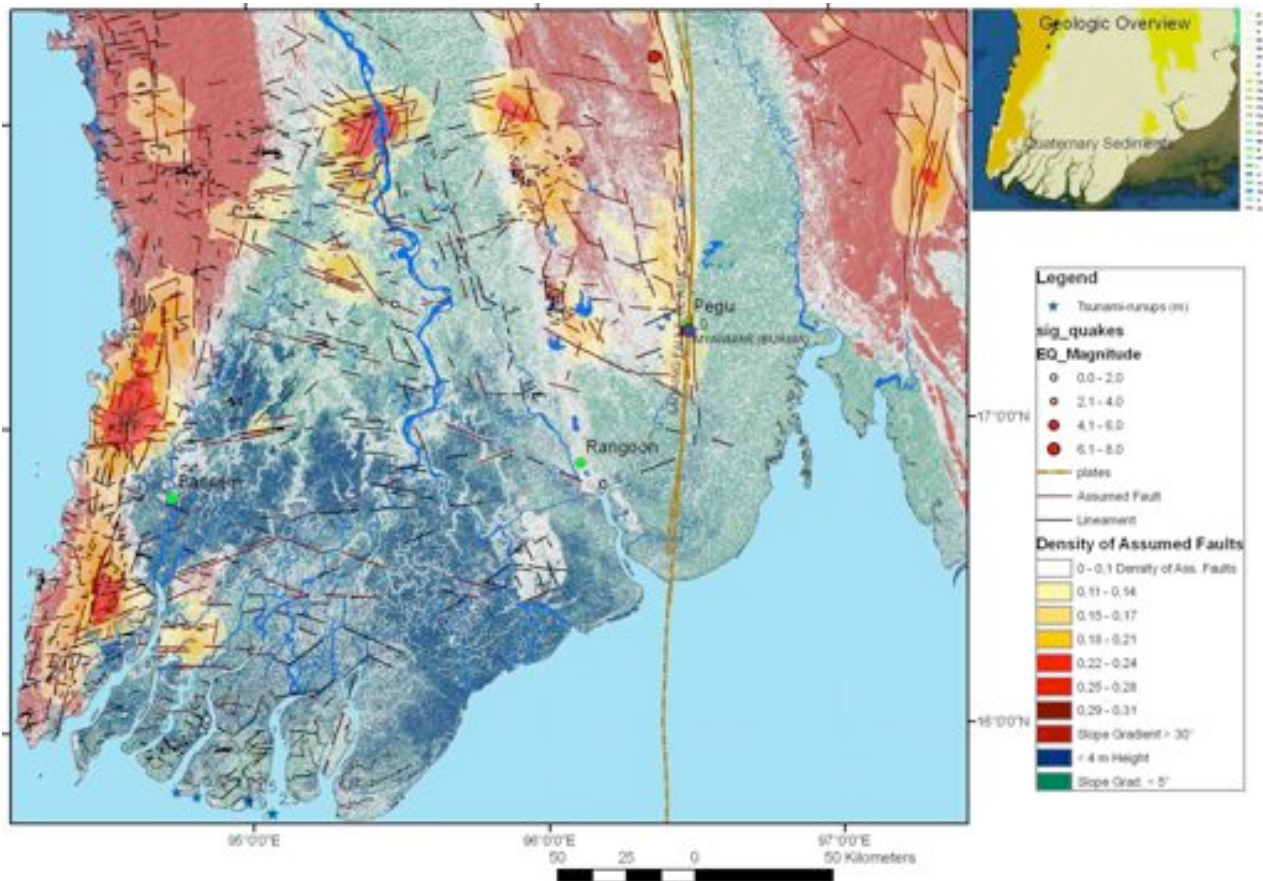 Geologic Overview
Quaternary Sediments
Pegu
MYANMAR (BURMA)
Rangoon
17°0'0"N
16°0'0"N
95°0'0"E
96°0'0"E
97°0'0"E
50 25 0 50 Kilometers
Legend
Tsunami-runups (m)
sig_quakes
EQ_Magnitude
0.0 - 2.0
2.1 - 4.0
4.1 - 6.0
6.1 - 8.0
plates
Assumed Fault
Lineament
Density of Assumed Faults
0 - 0,1 Density of Ass. Faults
0,11 - 0,14
0,15 - 0,17
0,18 - 0,21
0,22 - 0,24
0,25 - 0,28
0,29 - 0,31
Slope Gradient > 30°
< 4 m Height
Slope Grad. < 5°